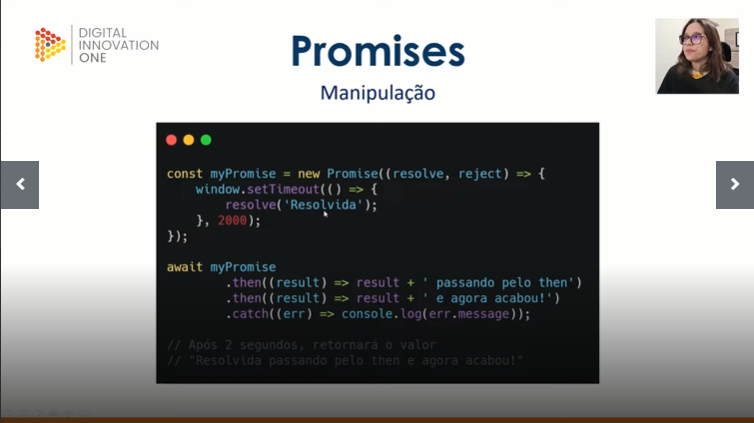 DIGITAL
INNOVATION
ONE
Promises
Manipulação
const myPromise = new Promise((resolve, reject) => {
    window.setTimeout(() => {
        resolve('Resolvida');
    }, 2000);
});
await myPromise
        .then((result) => result + ' passando pelo then')
        .then((result) => result + ' e agora acabou!')
        .catch((err) => console.log(err.message));
// Após 2 segundos, retornará o valor
// "Resolvida passando pelo then e agora acabou!"